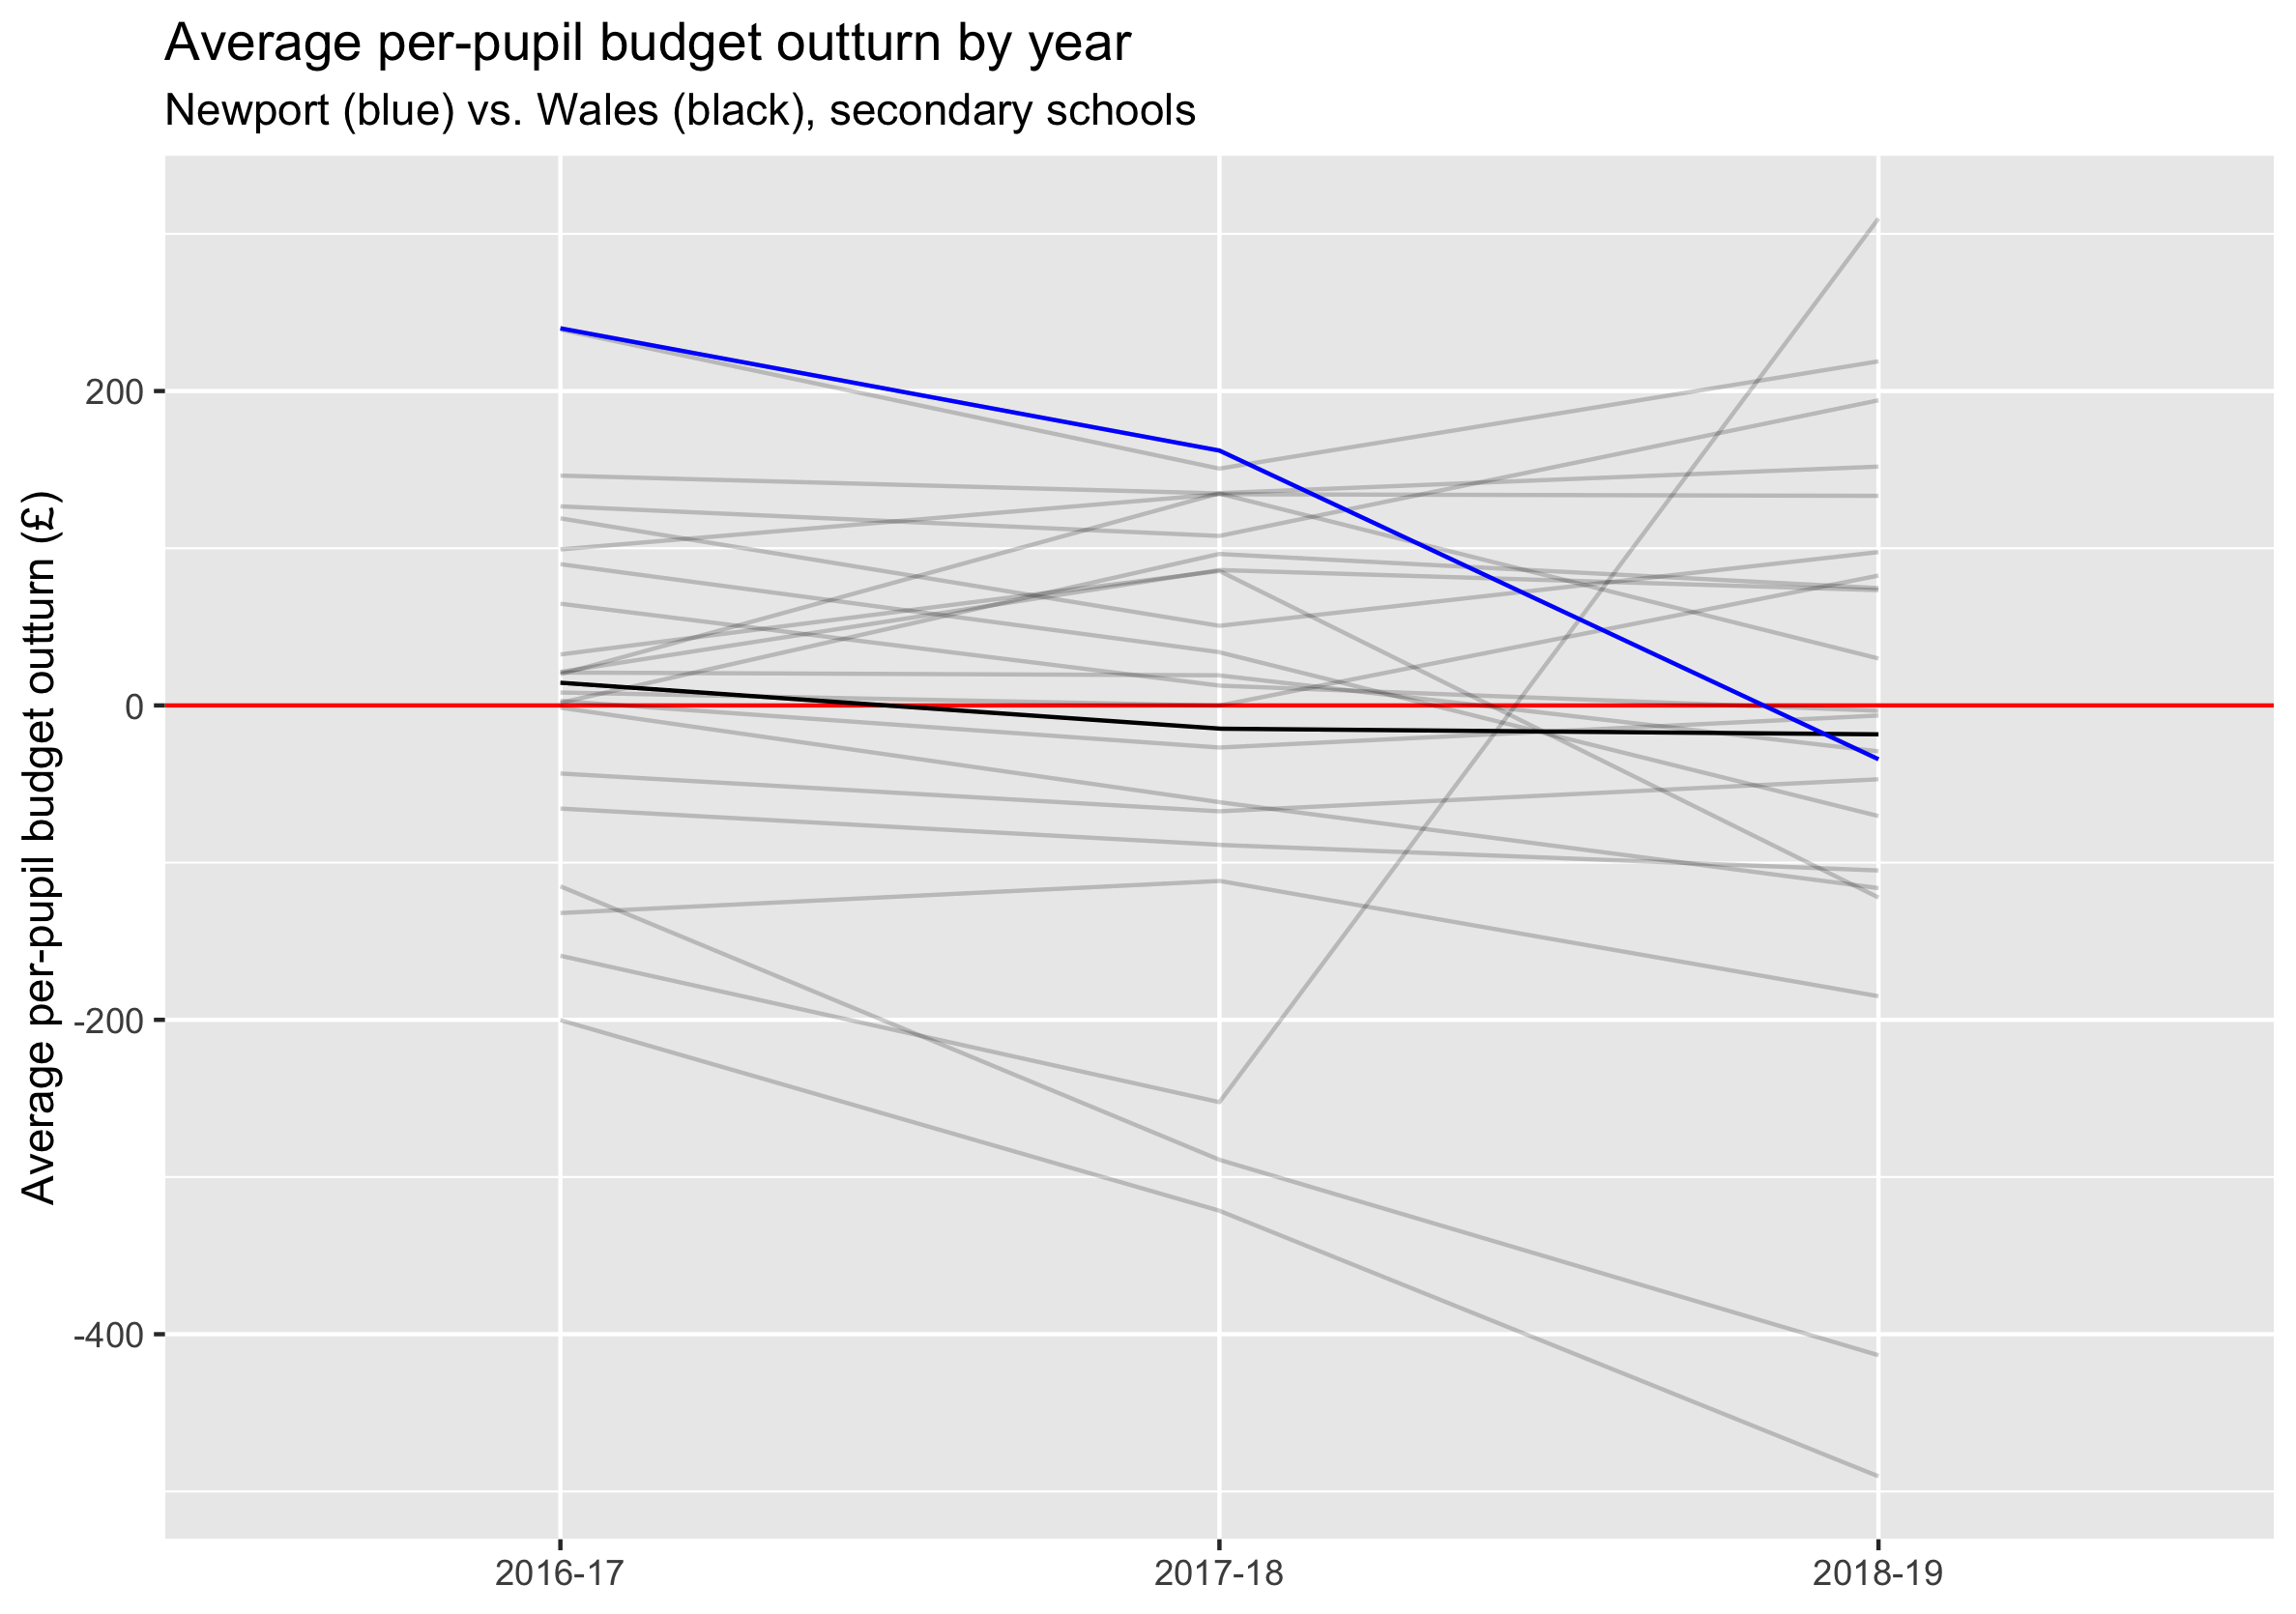 Average per-pupil budget outturn by year
Newport (blue) vs. Wales (black), secondary schools
Average per-pupil budget outturn (£)
200
0
-200
-400
2016-17
2017-18
2018-19